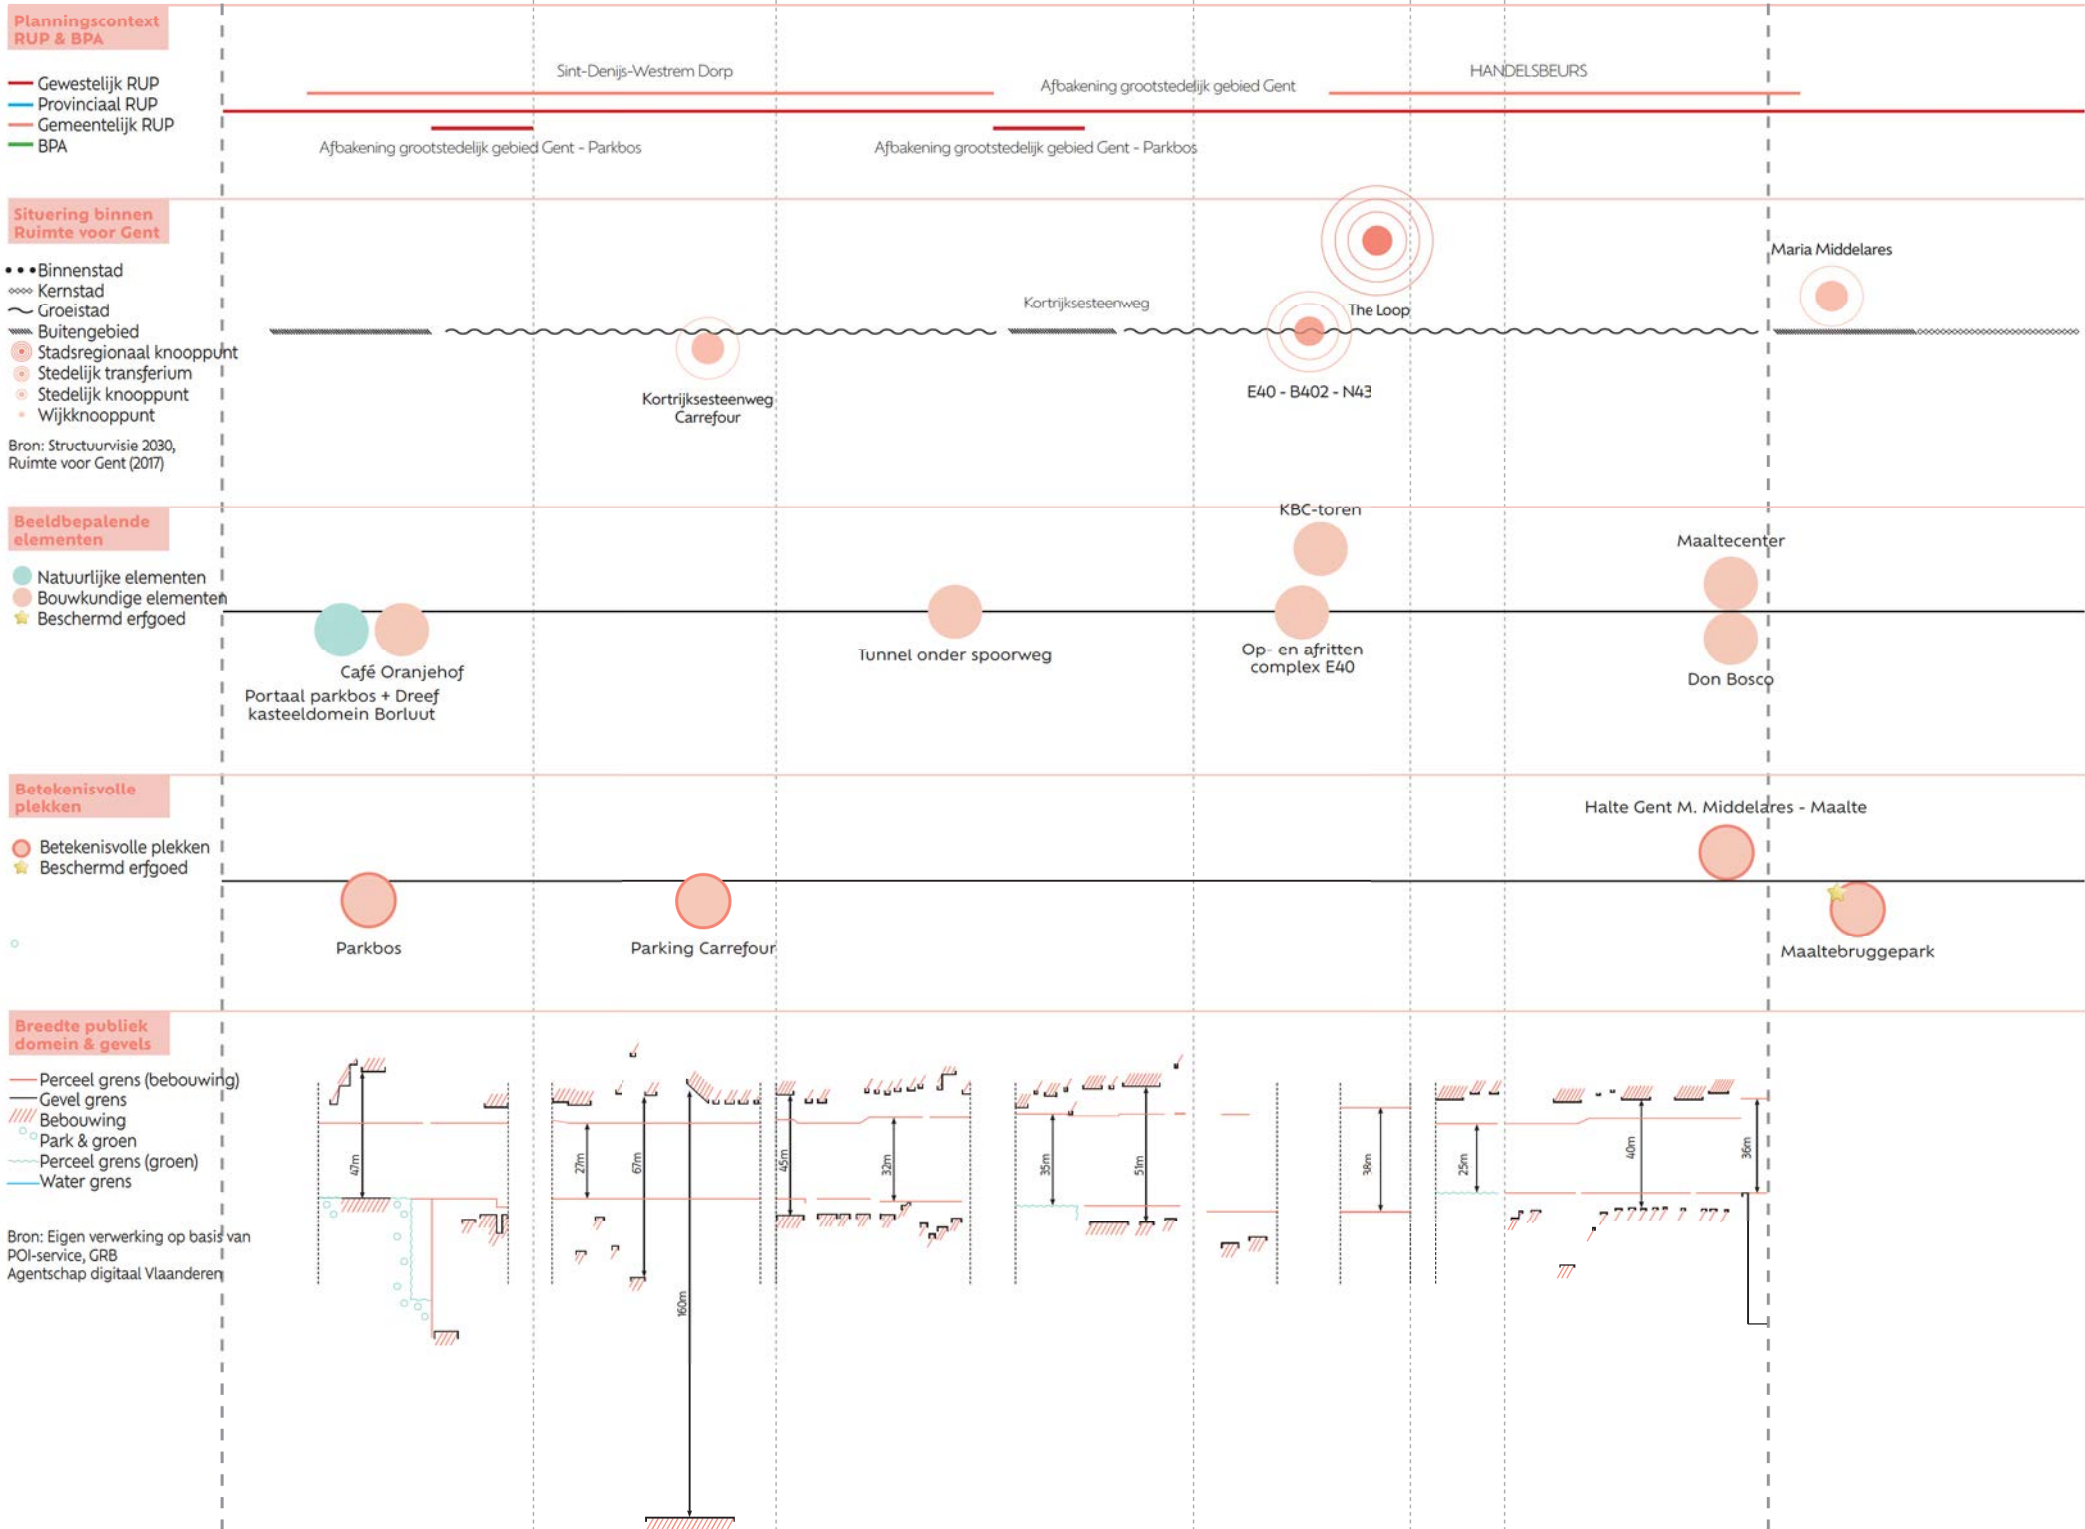 Planningscontext
RUP & BPA
Gewestelijk RUP
Provinciaal RUP
Gemeentelijk RUP
BPA
Sint-Denijs-Westrem Dorp
Afbakening grootstedelijk gebied Gent
HANDELSBEURS
Afbakening grootstedelijk gebied Gent - Parkbos
Afbakening grootstedelijk gebied Gent - Parkbos
Situering binnen
Ruimte voor Gent
Binnenstad
Kernstad
Groeistad
Buitengebied
Stadsregionaal knooppunt
Stedelijk transferium
Stedelijk knooppunt
Wijkknooppunt
Bron: Structuurvisie 2030,
Ruimte voor Gent (2017)
Kortrijksesteenweg
Carrefour
Kortrijksesteenweg
The Loop
E40 - B402 - N43
Maria Middelares
Beeldbepalende
elementen
Natuurlijke elementen
Bouwkundige elementen
Beschermd erfgoed
Café Oranjehof
Portaal parkbos + Dreef
kasteeldomein Borluut
Tunnel onder spoorweg
KBC-toren
Op- en afritten
complex E40
Maaltecenter
Don Bosco
Betekenisvolle
plekken
Betekenisvolle plekken
Beschermd erfgoed
Parkbos
Parking Carrefour
Halte Gent M. Middelares - Maalte
Maaltebruggepark
Breedte publiek
domein & gevels
Perceel grens (bebouwing)
Gevel grens
Bebouwing
Park & groen
Perceel grens (groen)
Water grens
Bron: Eigen verwerking op basis van
POI-service, GRB
Agentschap digitaal Vlaanderen
47m
27m
67m
160m
45m
32m
35m
51m
38m
25m
40m
36m